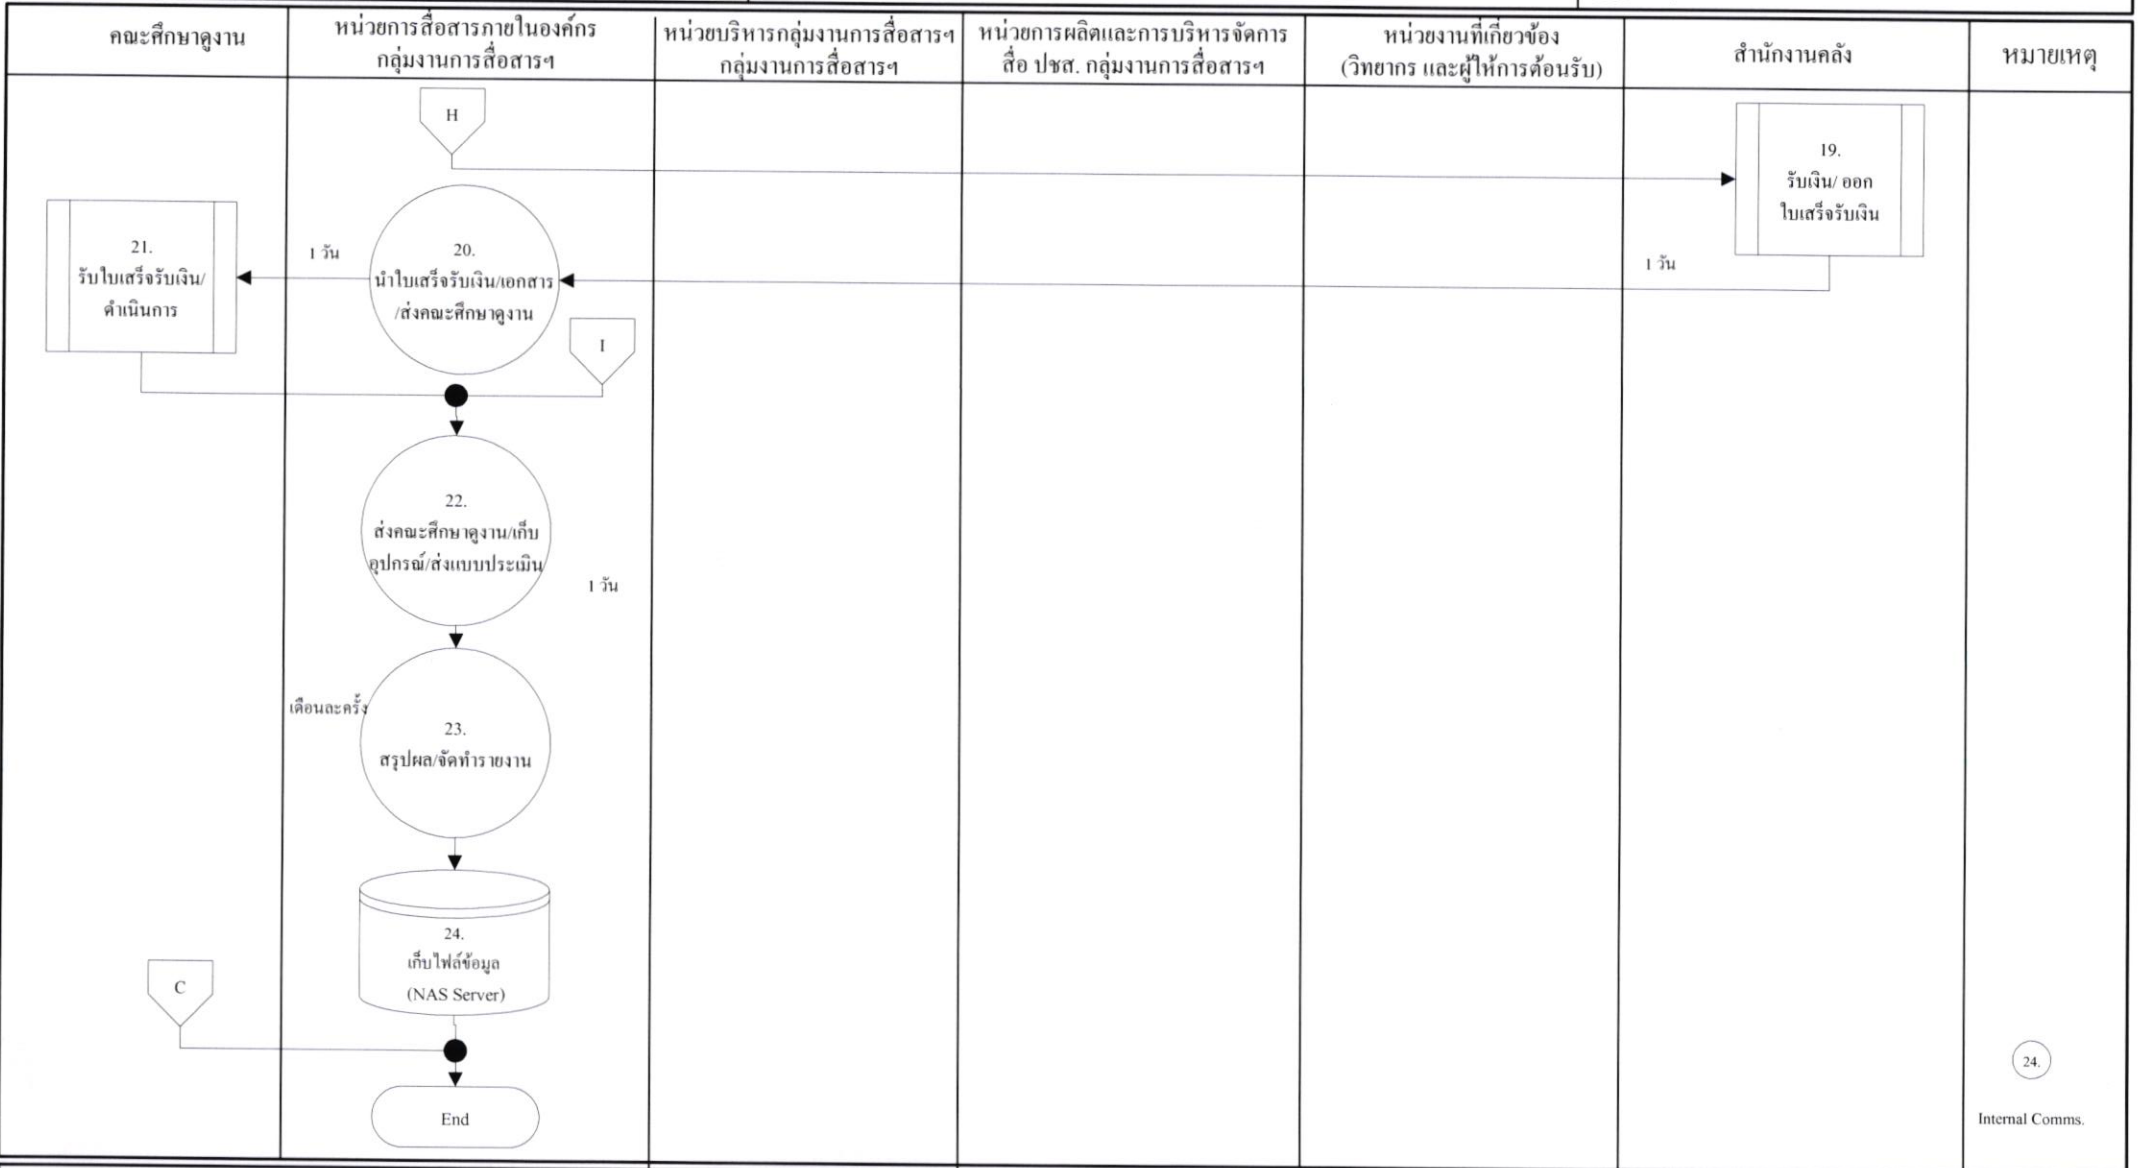 คณะศึกษาดูงาน
หน่วยการสื่อสารภายในองค์กร
กลุ่มงานการสื่อสารฯ
หน่วยบริหารกลุ่มงานการสื่อสารฯ
กลุ่มงานการสื่อสารฯ
หน่วยการผลิตและการบริหารจัดการ
สื่อ ปชส. กลุ่มงานการสื่อสารฯ
หน่วยงานที่เกี่ยวข้อง
(วิทยากร และผู้ให้การต้อนรับ)
สำนักงานคลัง
หมายเหตุ
H
19.
รับเงิน/ ออก
ใบเสร็จรับเงิน
1 วัน
20.
นำใบเสร็จรับเงิน/เอกสาร
/ส่งคณะศึกษาดูงาน
1 วัน
21.
รับใบเสร็จรับเงิน/
ดำเนินการ
I
22.
ส่งคณะศึกษาดูงาน/เก็บ
อุปกรณ์/ส่งแบบประเมิน
1 วัน
เดือนละครั้ง
23.
สรุปผล/จัดทำรายงาน
24.
เก็บไฟล์ข้อมูล
(NAS Server)
C
End
24.
Internal Comms.